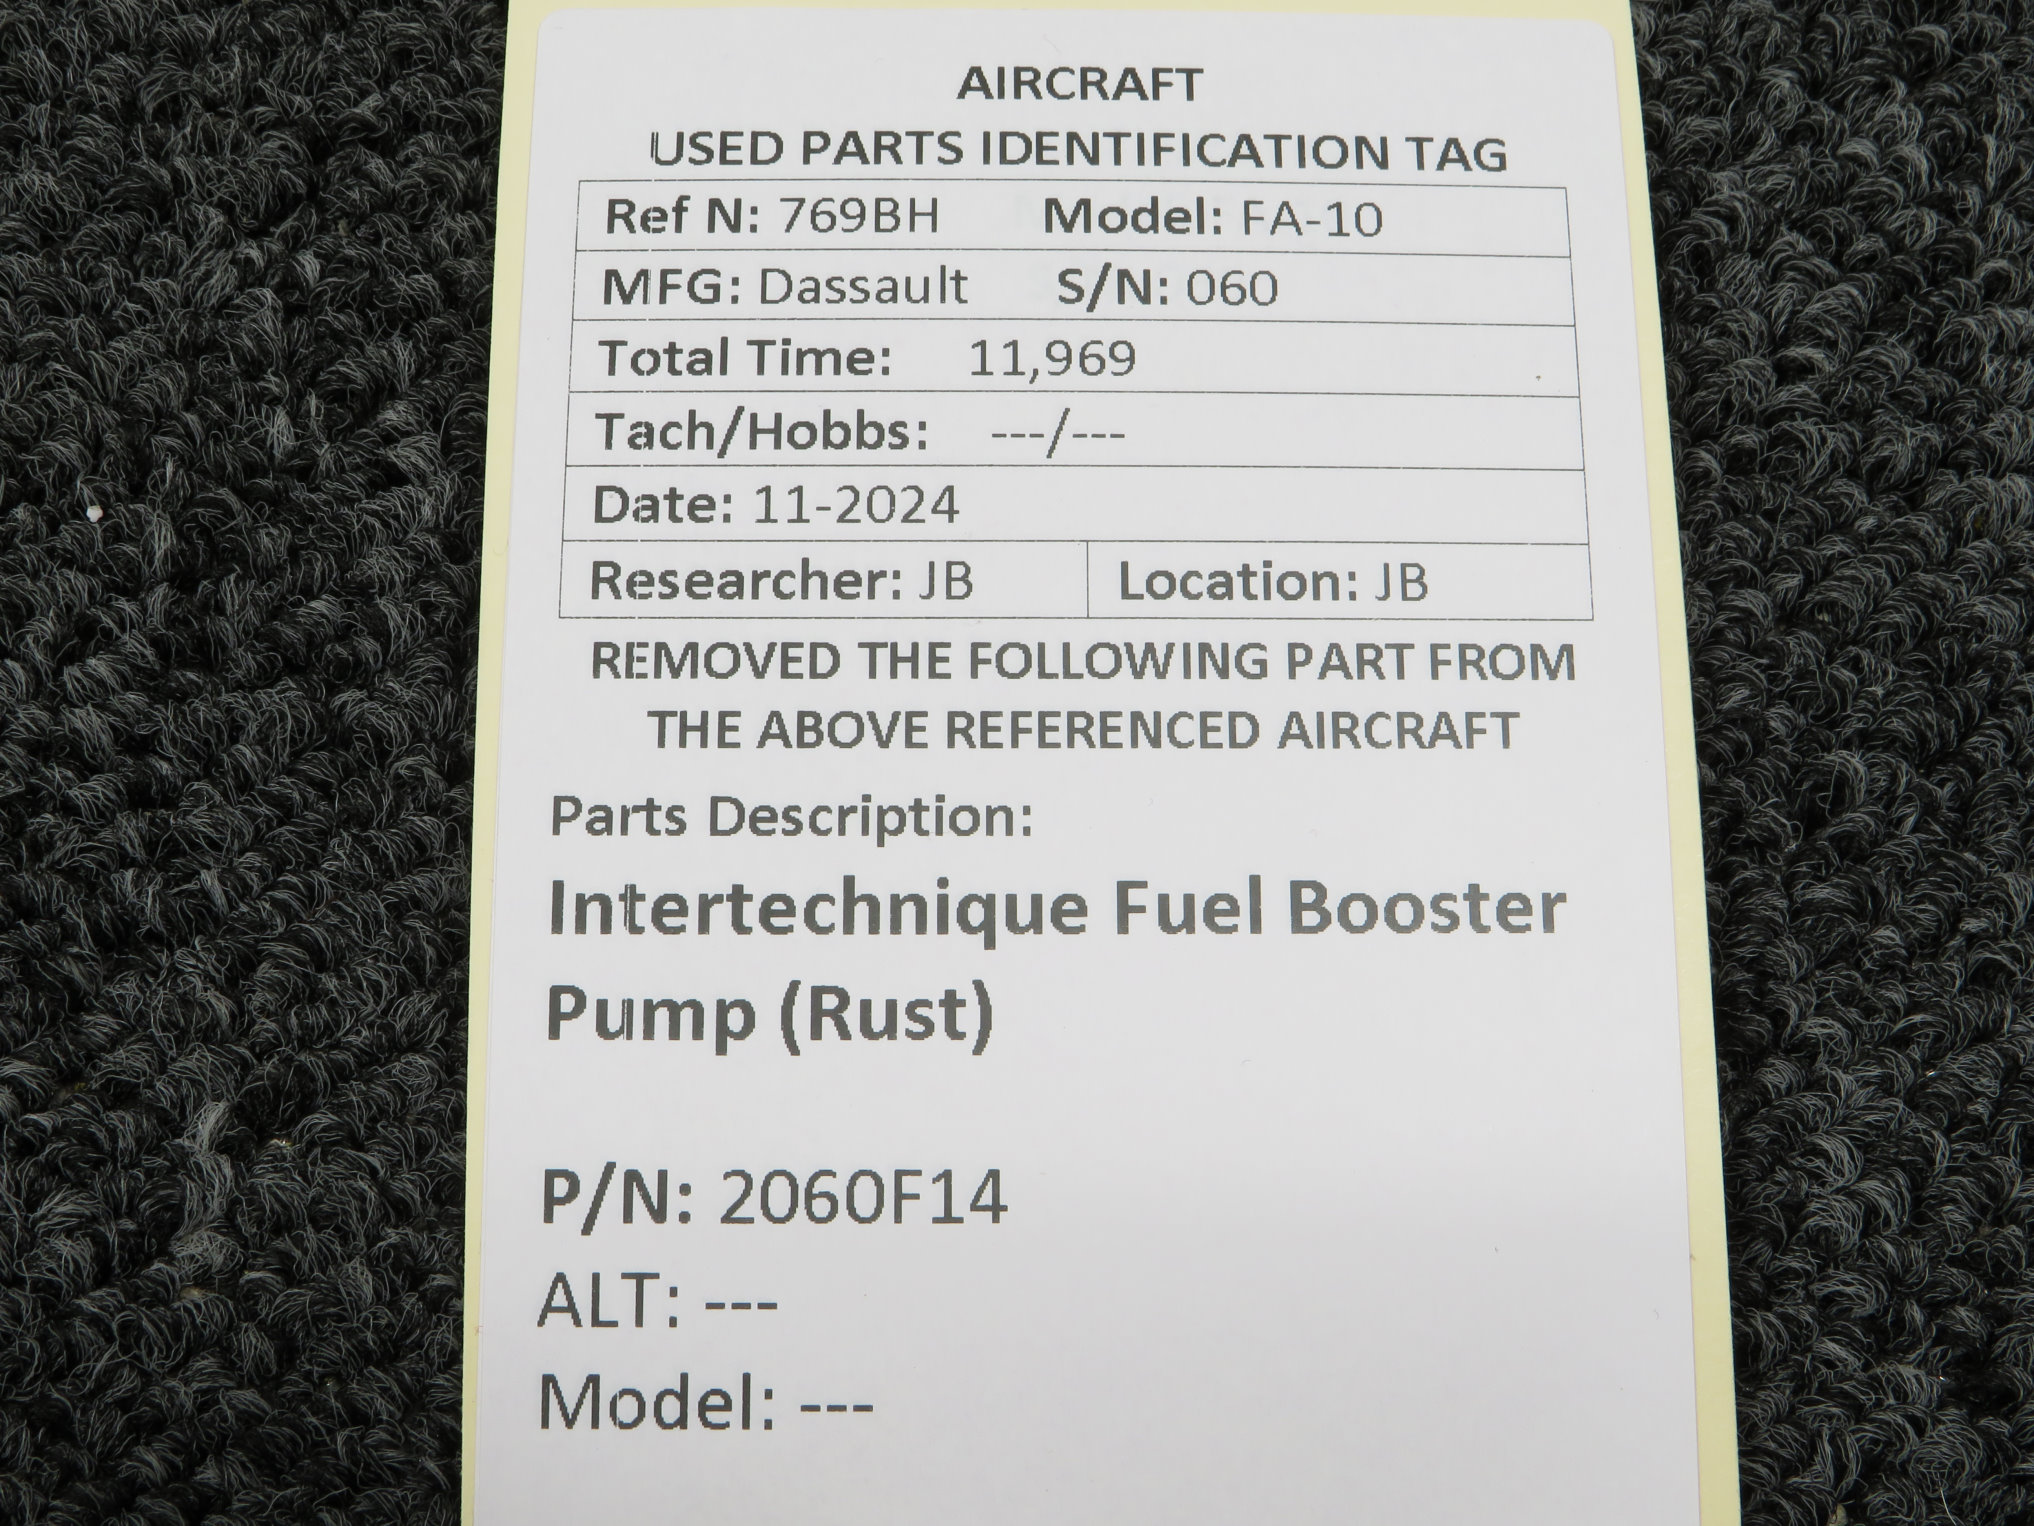 AIRCRAFT
USED PARTS IDENTIFICATION TAG
Ref N: 769BH Model: FA-10
MFG: Dassault S/N: 060
Total Time: 11,969
Tach/Hobbs: ---/---
Date: 11-2024
Researcher: JB Location: JB
REMOVED THE FOLLOWING PART FROM
THE ABOVE REFERENCED AIRCRAFT
Parts Description:
Intertechnique Fuel Booster
Pump (Rust)
P/N: 2060F14
ALT: ---
Model: ---